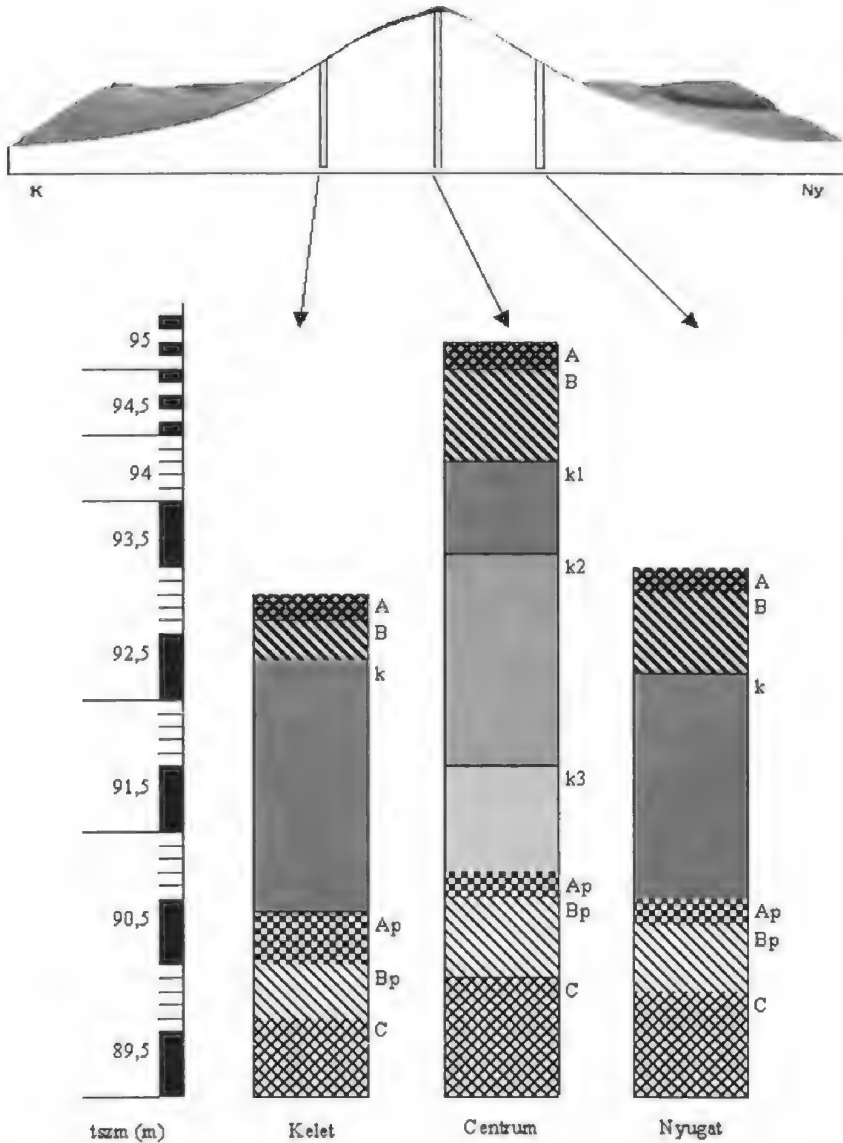 K Ny
95
94,5
94
93,5
92,5
91,5
90,5
89,5
A
B
k
Ap
Bp
C
A
B
k1
k2
k3
Ap
Bp
C
A
B
k
Ap
Bp
C
tszm (m) Kelet Centrum Nyugat